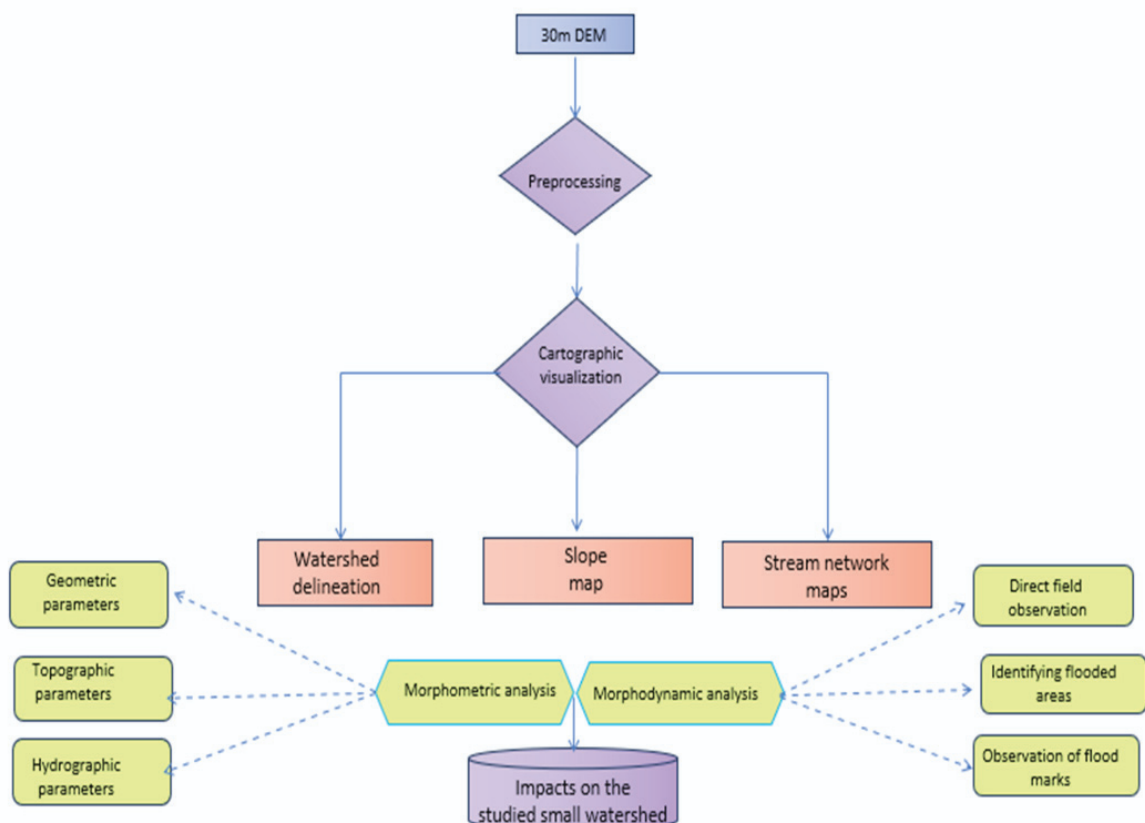 30m DEM
Preprocessing
Cartographic
visualization
Watershed
delineation
Slope
map
Stream network
maps
Geometric
parameters
Topographic
parameters
Hydrographic
parameters
Morphometric analysis
Morphodynamic analysis
Direct field
observation
Identifying flooded
areas
Observation of flood
marks
Impacts on the
studied small watershed